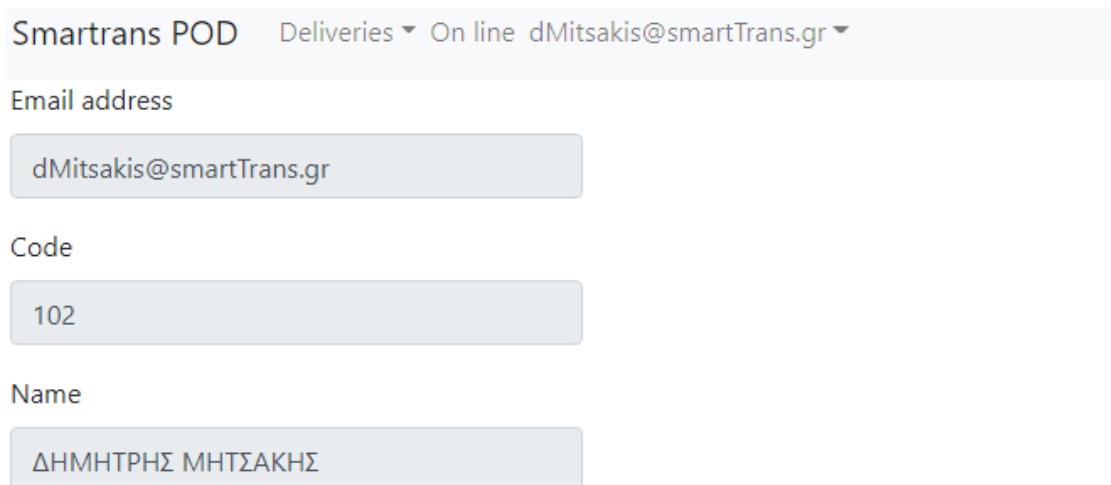 Smartrans POD Deliveries On line dMitsakis@smartTrans.gr
Email address
dMitsakis@smartTrans.gr
Code
102
Name
ΔΗΜΗΤΡΗΣ ΜΗΤΣΑΚΗΣ